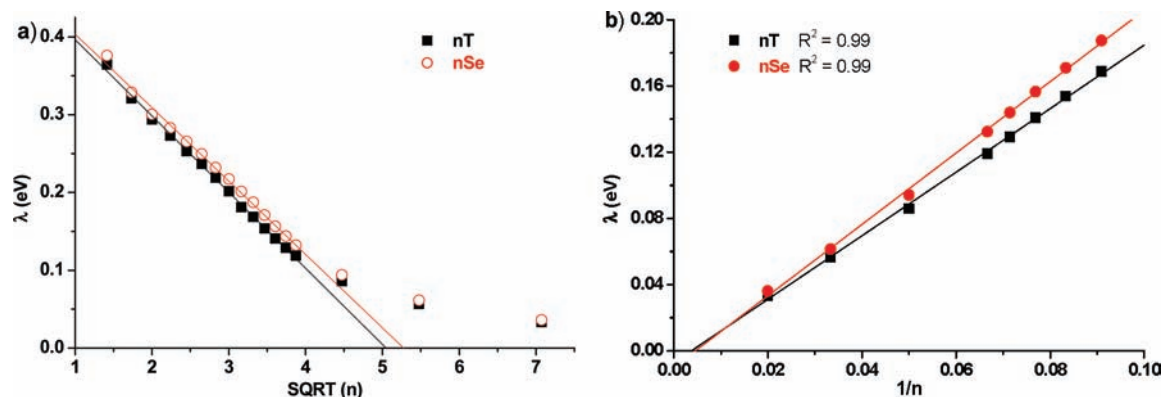 a)
nT
nSe
0.4
0.3
0.2
0.1
0.0
λ (eV)
1 2 3 4 5 6 7
SQRT (n)
b)
nT R² = 0.99
nSe R² = 0.99
0.20
0.16
0.12
0.08
0.04
0.00
λ (eV)
0.00 0.02 0.04 0.06 0.08 0.10
1/n